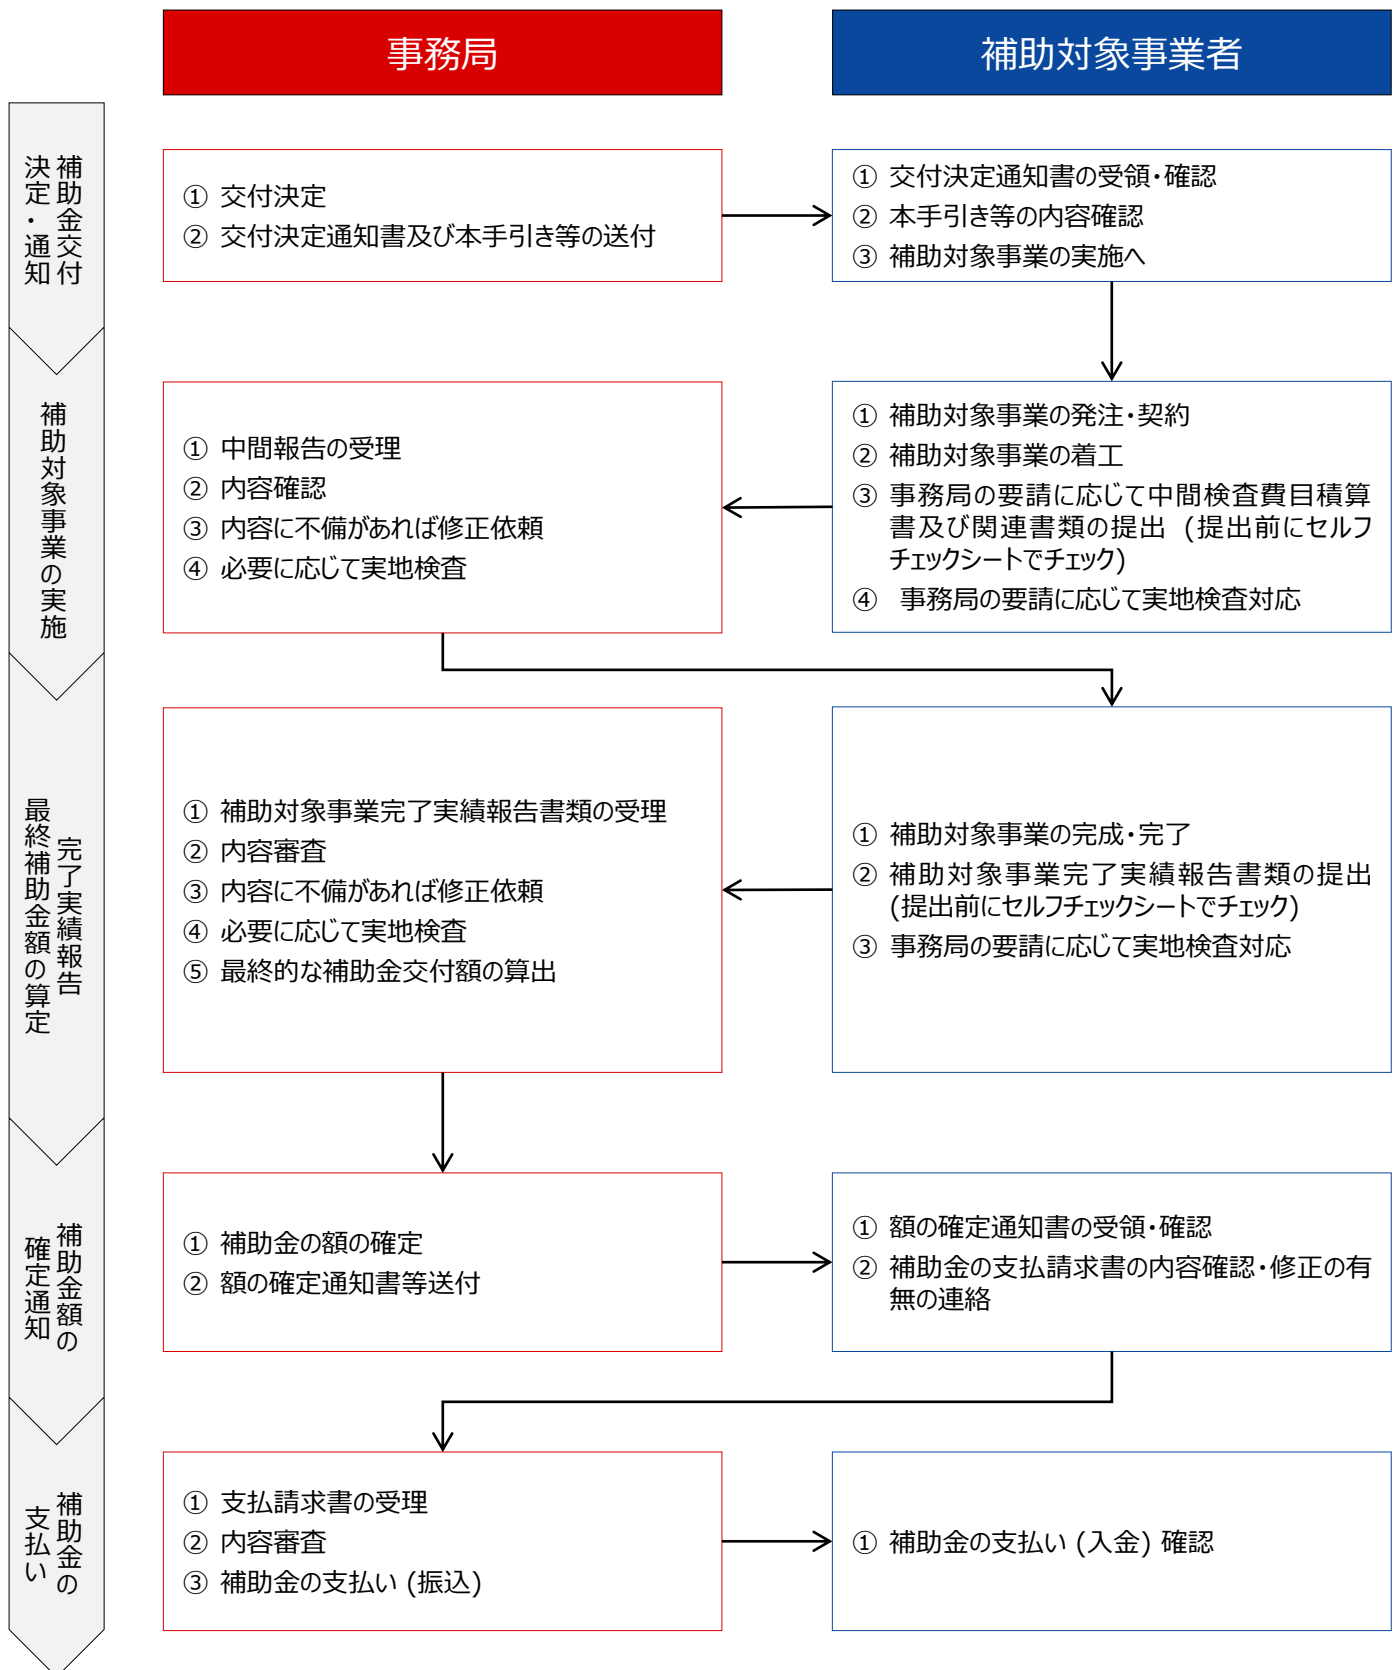 事務局
補助対象事業者
補助金交付
決定・通知
① 交付決定
② 交付決定通知書及び本手引き等の送付
① 交付決定通知書の受領・確認
② 本手引き等の内容確認
③ 補助対象事業の実施へ
補助対象事業の実施
① 中間報告の受理
② 内容確認
③ 内容に不備があれば修正依頼
④ 必要に応じて実地検査
① 補助対象事業の発注・契約
② 補助対象事業の着工
③ 事務局の要請に応じて中間検査費目積算
書及び関連書類の提出 (提出前にセルフ
チェックシートでチェック)
④ 事務局の要請に応じて実地検査対応
完了実績報告
最終補助金額の算定
① 補助対象事業完了実績報告書類の受理
② 内容審査
③ 内容に不備があれば修正依頼
④ 必要に応じて実地検査
⑤ 最終的な補助金交付額の算出
① 補助対象事業の完成・完了
② 補助対象事業完了実績報告書類の提出
(提出前にセルフチェックシートでチェック)
③ 事務局の要請に応じて実地検査対応
補助金額の
確定通知
① 補助金の額の確定
② 額の確定通知書等送付
① 額の確定通知書の受領・確認
② 補助金の支払請求書の内容確認・修正の有
無の連絡
補助金の
支払い
① 支払請求書の受理
② 内容審査
③ 補助金の支払い (振込)
① 補助金の支払い (入金) 確認